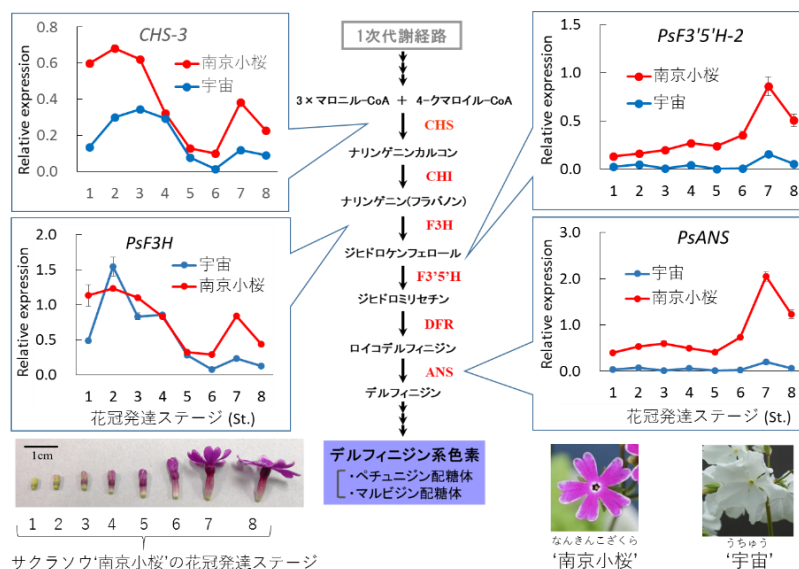 CHS-3
Relative expression
0.8
0.6
0.4
0.2
0.0
南京小桜
宇宙
1 2 3 4 5 6 7 8
PsF3H
Relative expression
2.0
1.5
1.0
0.5
0.0
宇宙
南京小桜
1 2 3 4 5 6 7 8
花冠発達ステージ (St.)
1次代謝経路
3×マロニル-CoA + 4-クマロイル-CoA
CHS
ナリンゲニンカルコン
CHI
ナリンゲニン(フラバノン)
F3H
ジヒドロケンフェロール
F3'5'H
ジヒドロミリセチン
DFR
ロイコデルフィニジン
ANS
デルフィニジン
デルフィニジン系色素
・ペチュニジン配糖体
・マルビジン配糖体
PsF3'5'H-2
Relative expression
1.5
1.0
0.5
0.0
南京小桜
宇宙
1 2 3 4 5 6 7 8
PsANS
Relative expression
3.0
2.0
1.0
0.0
宇宙
南京小桜
1 2 3 4 5 6 7 8
花冠発達ステージ (St.)
1cm
1 2 3 4 5 6 7 8
サクラソウ‘南京小桜’の花冠発達ステージ
なんきんこざくら
‘南京小桜’
うちゅう
‘宇宙’